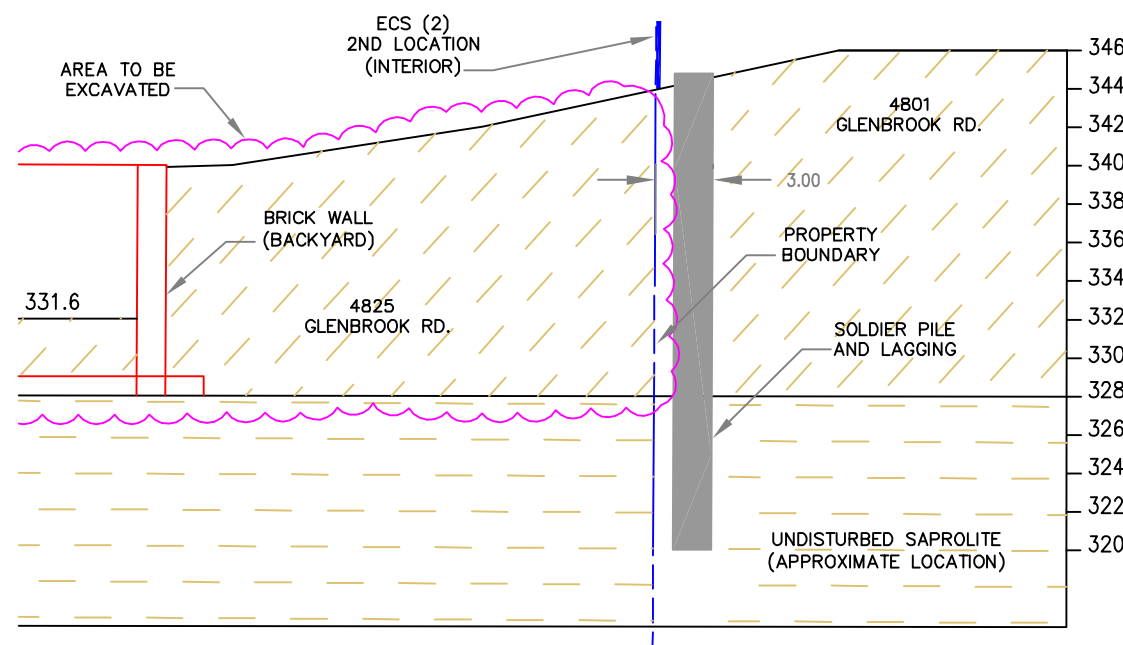 ECS (2)
2ND LOCATION
(INTERIOR)
AREA TO BE
EXCAVATED
4801
GLENBROOK RD.
3.00
BRICK WALL
(BACKYARD)
PROPERTY
BOUNDARY
331.6
4825
GLENBROOK RD.
SOLDIER PILE
AND LAGGING
UNDISTURBED SAPROLITE
(APPROXIMATE LOCATION)
346
344
342
340
338
336
334
332
330
328
326
324
322
320